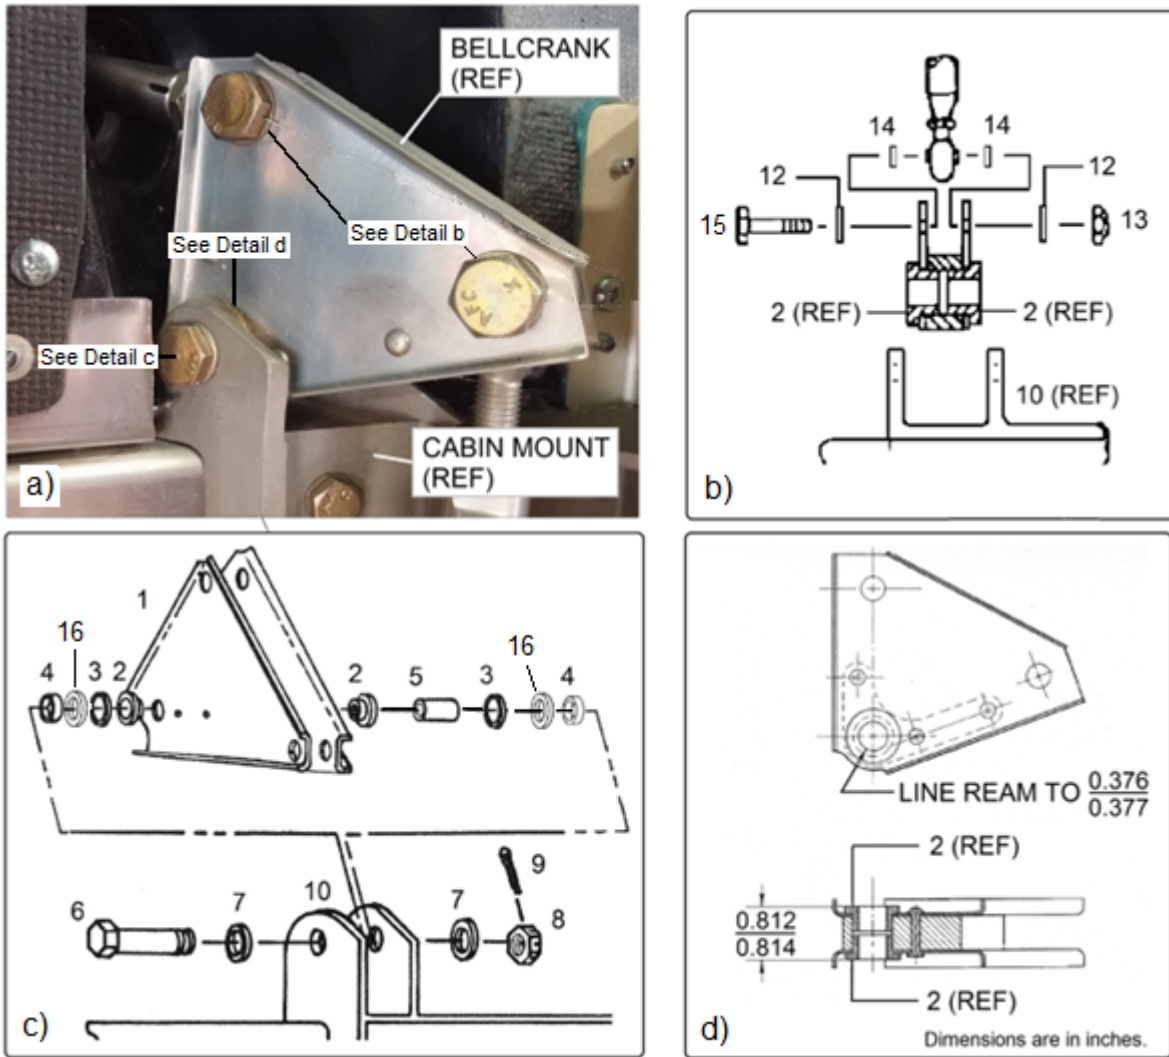 BELLCRANK
(REF)
See Detail b
See Detail d
See Detail c
CABIN MOUNT
(REF)
a)
14 14
12 12
15 13
2 (REF) 2 (REF)
10 (REF)
b)
1
16
4 3 2 2 5 3 16 4
9
6 7 10 7 8
c)
LINE REAM TO 0.376
0.377
2 (REF)
0.812
0.814
2 (REF)
d)
Dimensions are in inches.